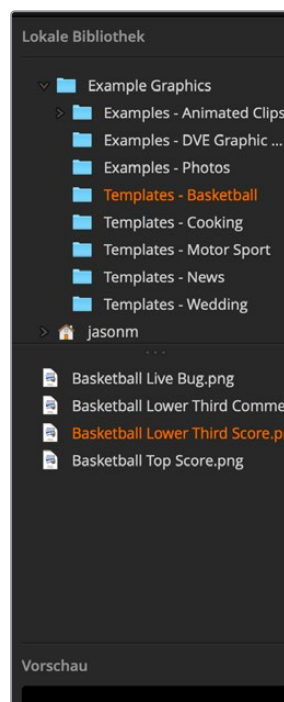 Lokale Bibliothek
Example Graphics
Examples - Animated Clips
Examples - DVE Graphic ...
Examples - Photos
Templates - Basketball
Templates - Cooking
Templates - Motor Sport
Templates - News
Templates - Wedding
jasonm
Basketball Live Bug.png
Basketball Lower Third Comme
Basketball Lower Third Score.p
Basketball Top Score.png
Vorschau